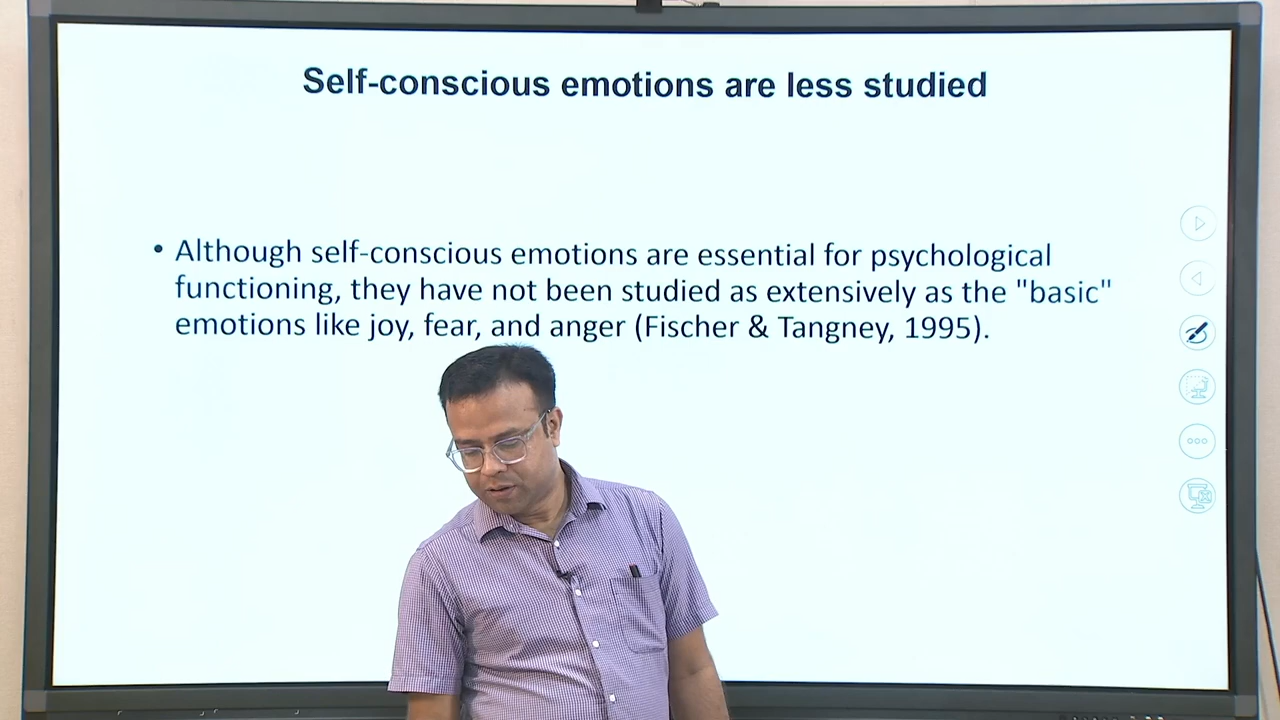 Self-conscious emotions are less studied
• Although self-conscious emotions are essential for psychological
functioning, they have not been studied as extensively as the "basic"
emotions like joy, fear, and anger (Fischer & Tangney, 1995).